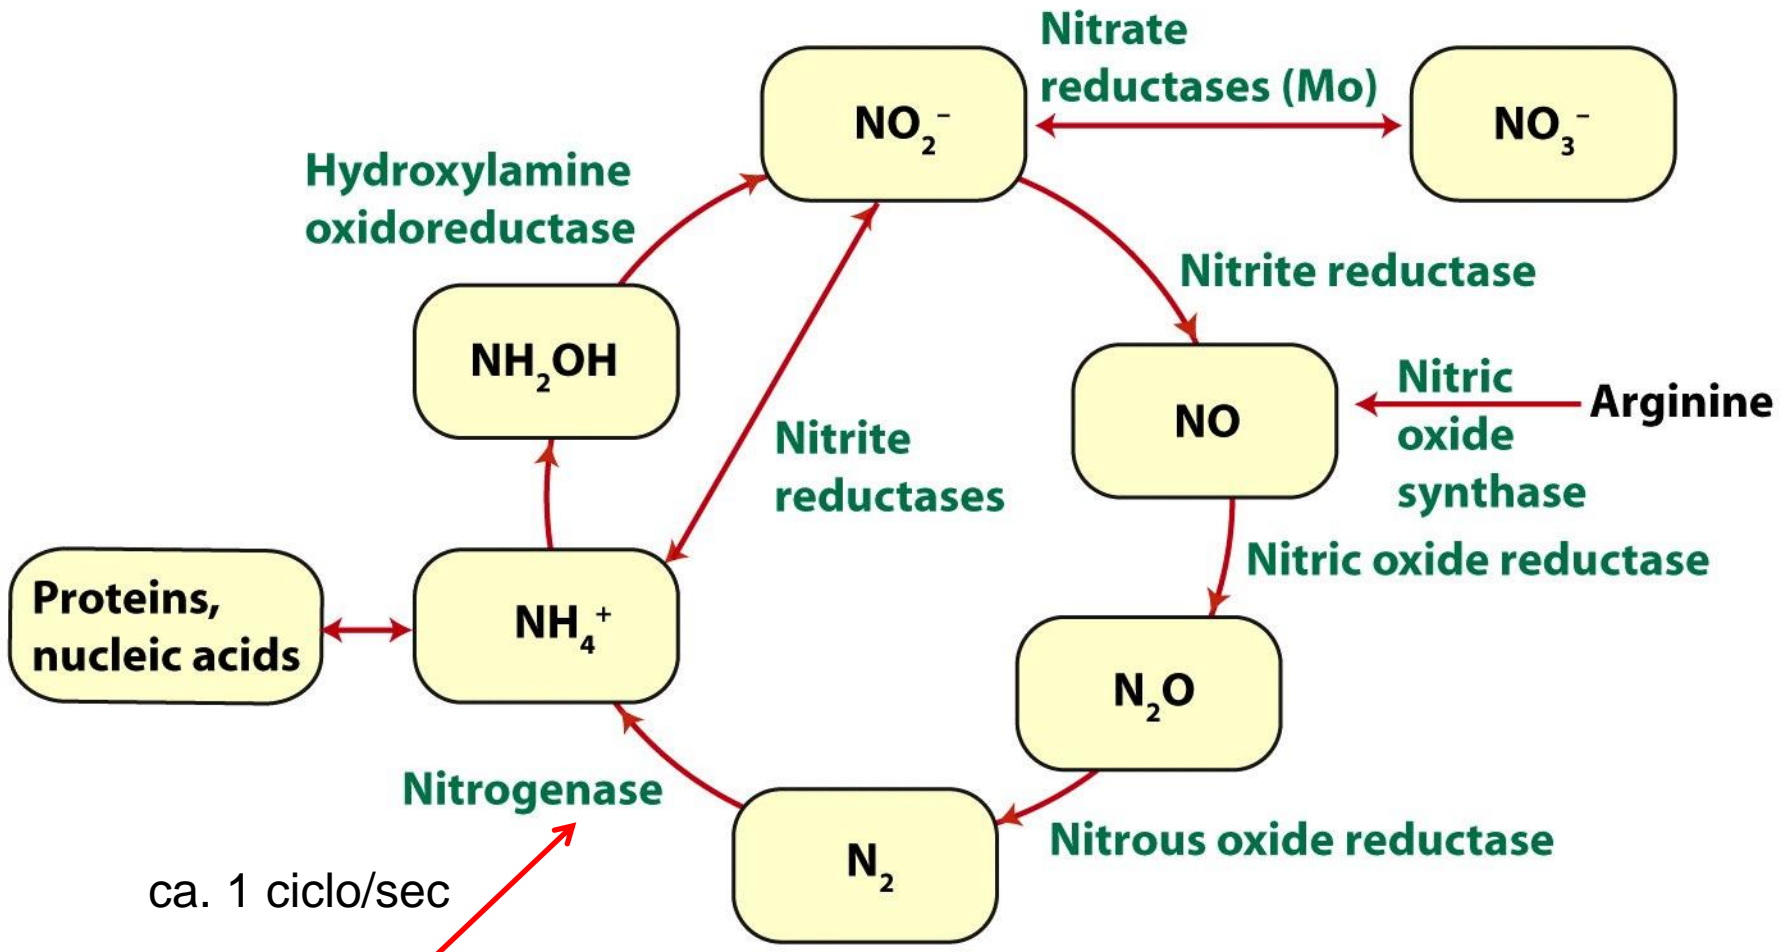 Nitrate
reductases (Mo)
NO₂⁻
NO₃⁻
Hydroxylamine
oxidoreductase
Nitrite reductase
NH₂OH
Nitric
oxide
synthase
Arginine
NO
Nitrite
reductases
Nitric oxide reductase
Proteins,
nucleic acids
NH₄⁺
N₂O
Nitrogenase
Nitrous oxide reductase
N₂
ca. 1 ciclo/sec